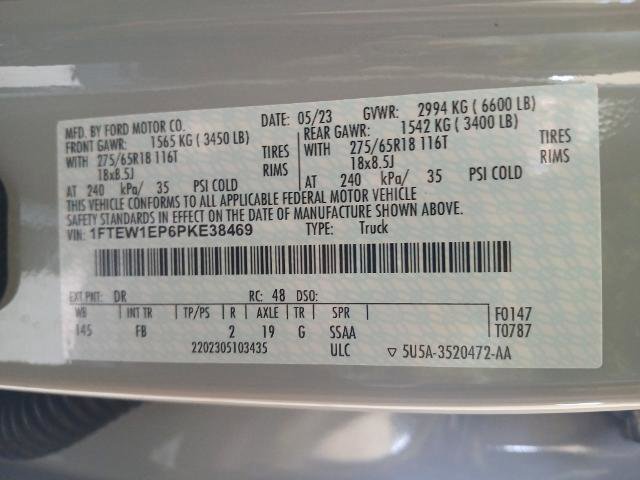 MFD. BY FORD MOTOR CO.
DATE: 05/23 GVWR: 2994 KG (6600 LB)
FRONT GAWR: 1565 KG (3450 LB)
WITH 275/65R18 116T TIRES
18x8.5J RIMS
AT 240 kPa/ 35 PSI COLD
REAR GAWR: 1542 KG (3400 LB)
WITH 275/65R18 116T TIRES
18x8.5J RIMS
AT 240 kPa/ 35 PSI COLD
THIS VEHICLE CONFORMS TO ALL APPLICABLE FEDERAL MOTOR VEHICLE
SAFETY STANDARDS IN EFFECT ON THE DATE OF MANUFACTURE SHOWN ABOVE.
VIN: 1FTEW1EP6PKE38469 TYPE: Truck
EXT PNT: DR RC: 48 DSO:
WB INT TR TP/PS R AXLE TR SPR
145 FB 2 19 G SSAA
F0147
T0787
2202305103435 ULC ▽ 5U5A-3520472-AA